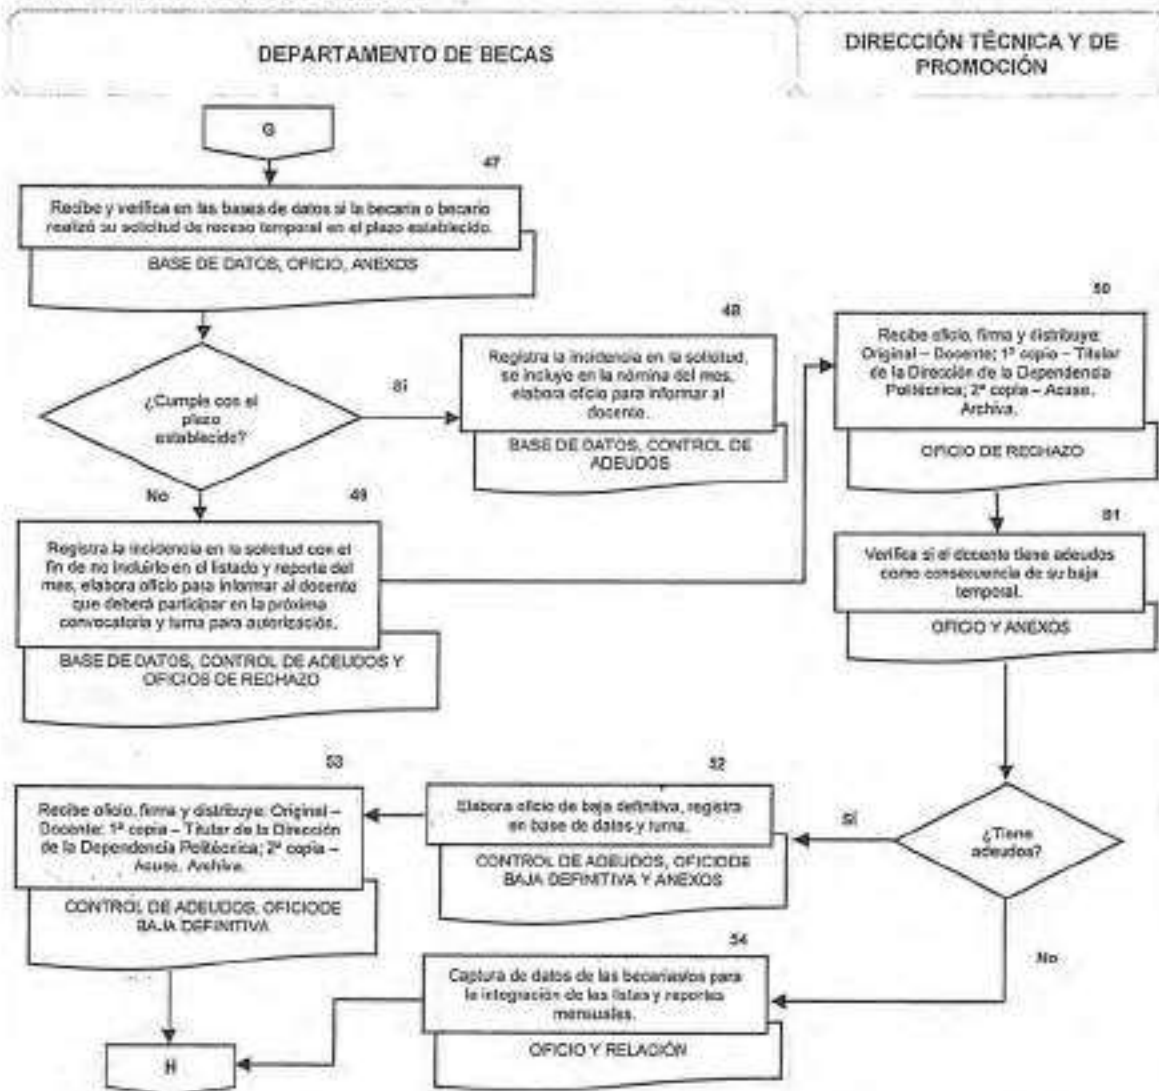 DEPARTAMENTO DE BECAS
DIRECCIÓN TÉCNICA Y DE
PROMOCIÓN
G
47
Recibe y verifica en las bases de datos si la becaria o becario
realizó su solicitud de receso temporal en el plazo establecido.
BASE DE DATOS, OFICIO, ANEXOS
¿Cumple con el
plazo
establecido?
Sí
48
Registra la incidencia en la solicitud,
se incluye en la nómina del mes,
elabora oficio para informar al
docente.
BASE DE DATOS, CONTROL DE
ADEUDOS
No
49
Registra la incidencia en la solicitud con el
fin de no incluirlo en el listado y reporte del
mes, elabora oficio para informar al docente
que deberá participar en la próxima
convocatoria y turna para autorización.
BASE DE DATOS, CONTROL DE ADEUDOS Y
OFICIOS DE RECHAZO
50
Recibe oficio, firma y distribuye:
Original – Docente; 1ª copia – Titular
de la Dirección de la Dependencia
Politécnica; 2ª copia – Acuse.
Archiva.
OFICIO DE RECHAZO
51
Verifica si el docente tiene adeudos
como consecuencia de su baja
temporal.
OFICIO Y ANEXOS
¿Tiene
adeudos?
Sí
52
Elabora oficio de baja definitiva, registra
en base de datos y turna.
CONTROL DE ADEUDOS, OFICIODE
BAJA DEFINITIVA Y ANEXOS
53
Recibe oficio, firma y distribuye: Original –
Docente; 1ª copia – Titular de la Dirección
de la Dependencia Politécnica; 2ª copia –
Acuse. Archiva.
CONTROL DE ADEUDOS, OFICIODE
BAJA DEFINITIVA
No
54
Captura de datos de las becarias/os para
la integración de las listas y reportes
mensuales.
OFICIO Y RELACIÓN
H